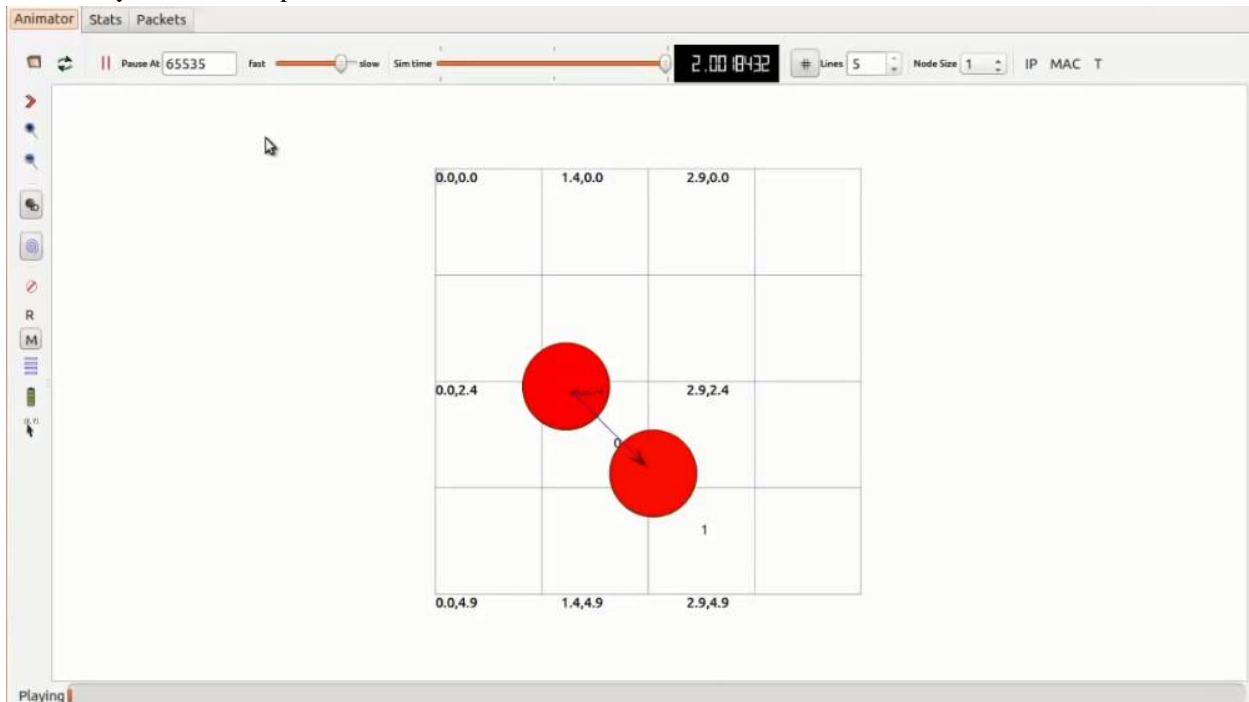 Animator Stats Packets
Pause At 65535 fast slow Sim time 2.0018432 # Lines 5 Node Size 1 IP MAC T
R
M
0.0,0.0 1.4,0.0 2.9,0.0
0.0,2.4 2.9,2.4
0
1
0.0,4.9 1.4,4.9 2.9,4.9
Playing